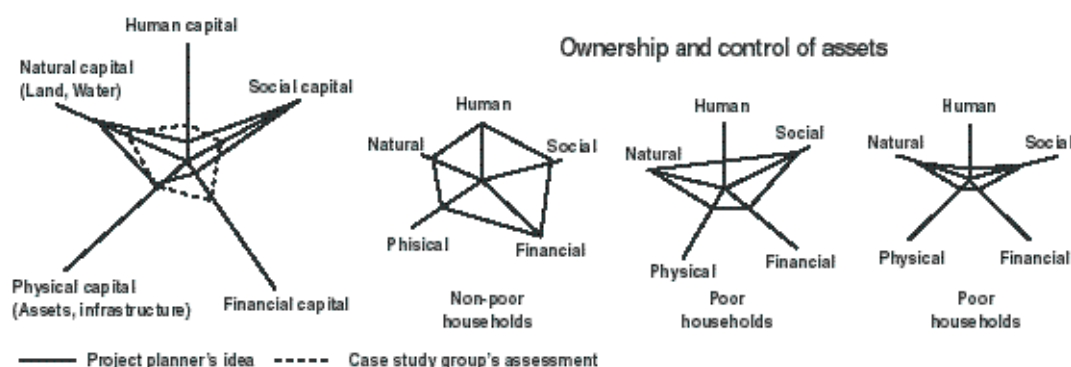 Human capital
Natural capital
(Land, Water)
Social capital
Physical capital
(Assets, infrastructure)
Financial capital
Ownership and control of assets
Human
Natural
Social
Phisical
Financial
Non-poor
households
Human
Natural
Social
Physical
Financial
Poor
households
Human
Natural
Social
Physical
Financial
Poor
households
Project planner's idea
Case study group's assessment